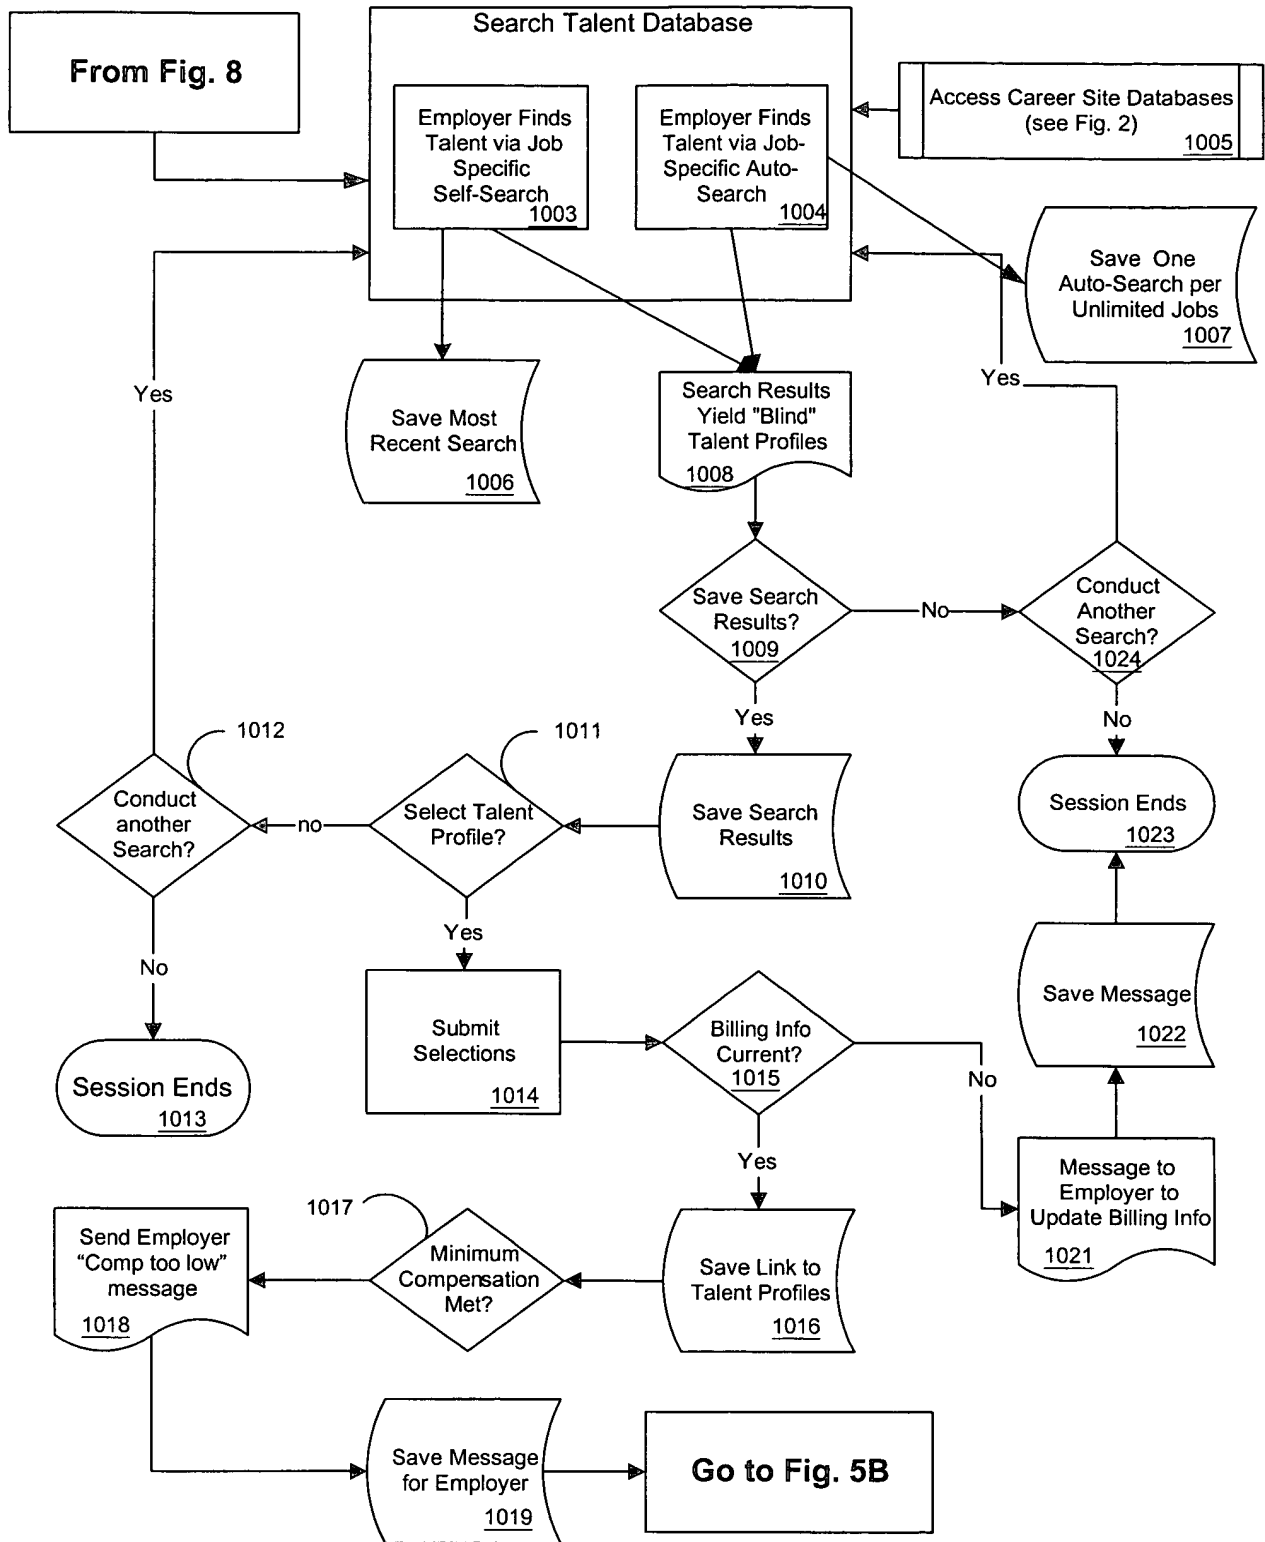 From Fig. 8
Search Talent Database
Employer Finds
Talent via Job
Specific
Self-Search
1003
Employer Finds
Talent via Job-
Specific Auto-
Search
1004
Access Career Site Databases
(see Fig. 2)
1005
Save One
Auto-Search per
Unlimited Jobs
1007
Yes
Save Most
Recent Search
1006
Search Results
Yield "Blind"
Talent Profiles
1008
Yes
Save Search
Results?
1009
No
Conduct
Another
Search?
1024
Yes
No
1012
1011
Conduct
another
Search?
no
Select Talent
Profile?
Save Search
Results
1010
Session Ends
1023
No
Yes
Session Ends
1013
Submit
Selections
1014
Billing Info
Current?
1015
No
Save Message
1022
Yes
Message to
Employer to
Update Billing Info
1021
1017
Send Employer
“Comp too low”
message
1018
Minimum
Compensation
Met?
Save Link to
Talent Profiles
1016
Save Message
for Employer
1019
Go to Fig. 5B